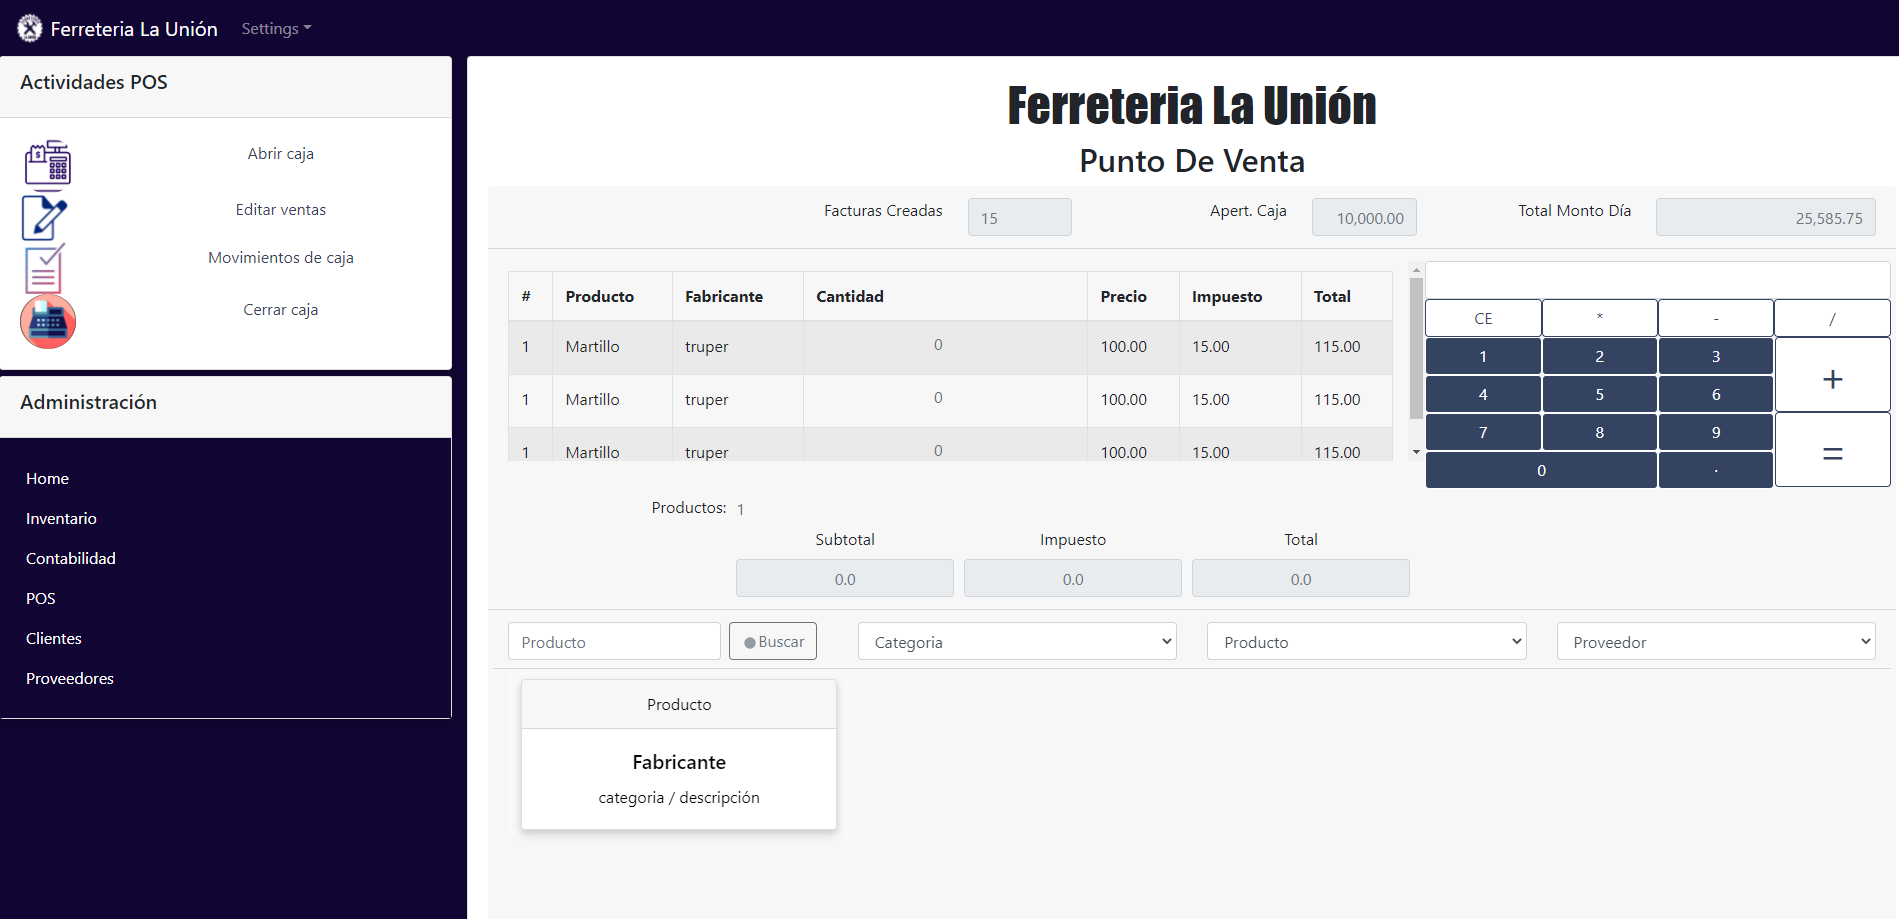 Ferreteria La Unión Settings
Actividades POS
Abrir caja
Editar ventas
Movimientos de caja
Cerrar caja
Administración
Home
Inventario
Contabilidad
POS
Clientes
Proveedores
Ferreteria La Unión
Punto De Venta
Facturas Creadas 15 Apert. Caja 10,000.00 Total Monto Día 25,585.75
# Producto Fabricante Cantidad Precio Impuesto Total
1 Martillo truper 0 100.00 15.00 115.00
1 Martillo truper 0 100.00 15.00 115.00
1 Martillo truper 0 100.00 15.00 115.00
CE * - /
1 2 3 +
4 5 6
7 8 9 =
0 .
Productos: 1
Subtotal Impuesto Total
0.0 0.0 0.0
Producto Buscar Categoria Producto Proveedor
Producto
Fabricante
categoria / descripción